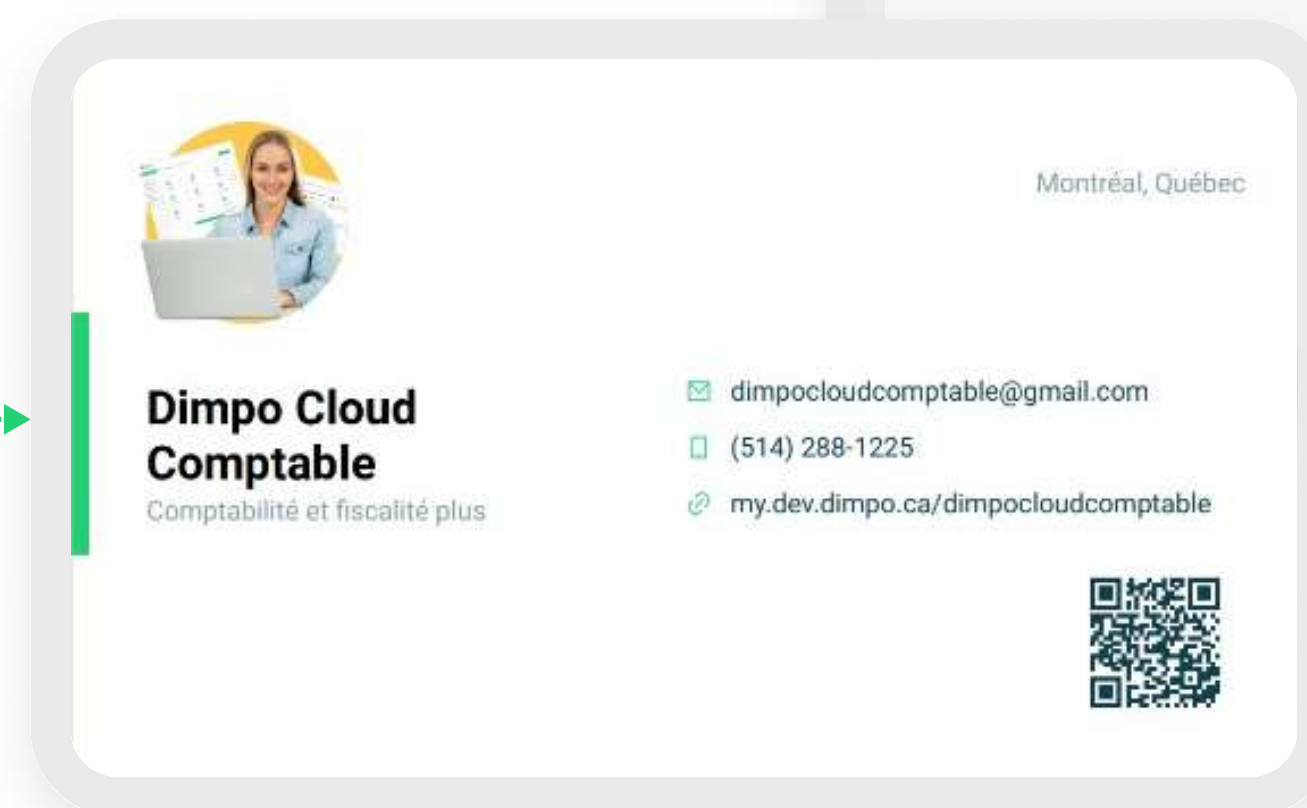 Montréal, Québec
Dimpo Cloud
Comptable
Comptabilité et fiscalité plus
dimpocloudcomptable@gmail.com
(514) 288-1225
my.dev.dimpo.ca/dimpocloudcomptable